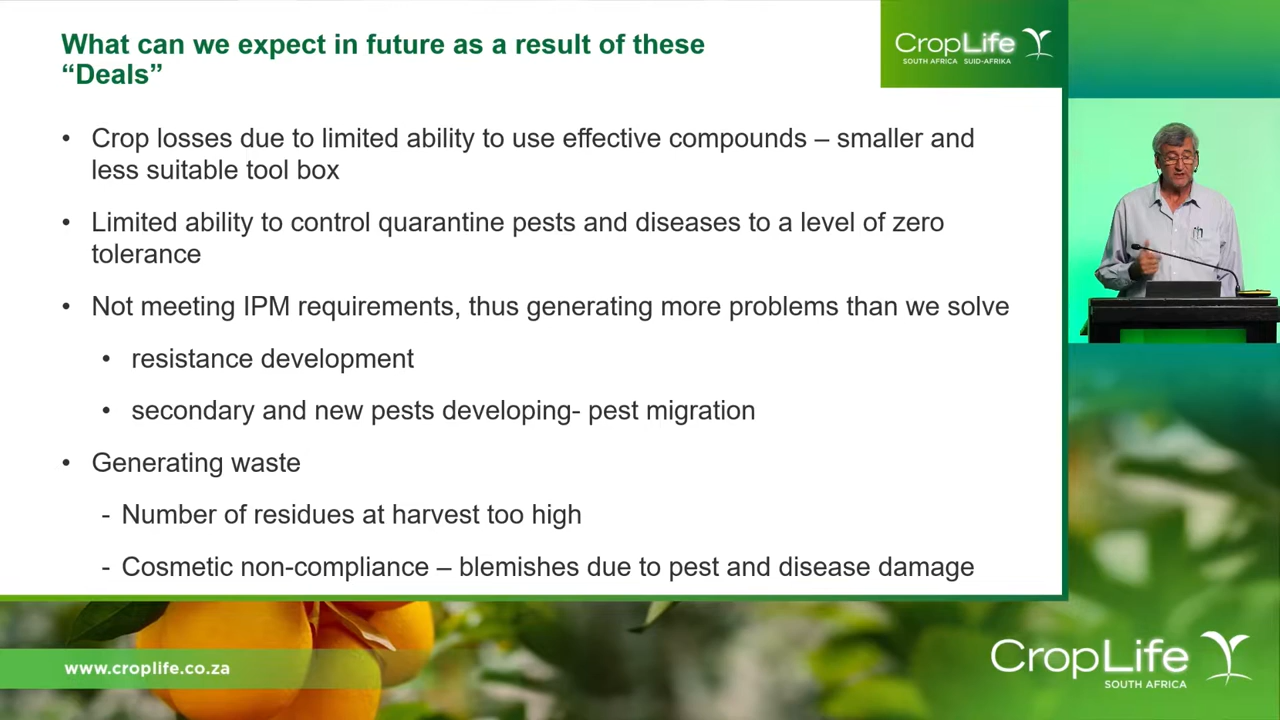 What can we expect in future as a result of these
“Deals”
CropLife
SOUTH AFRICA SUID-AFRIKA
• Crop losses due to limited ability to use effective compounds – smaller and
less suitable tool box
• Limited ability to control quarantine pests and diseases to a level of zero
tolerance
• Not meeting IPM requirements, thus generating more problems than we solve
• resistance development
• secondary and new pests developing- pest migration
• Generating waste
- Number of residues at harvest too high
- Cosmetic non-compliance – blemishes due to pest and disease damage
www.croplife.co.za
CropLife
SOUTH AFRICA